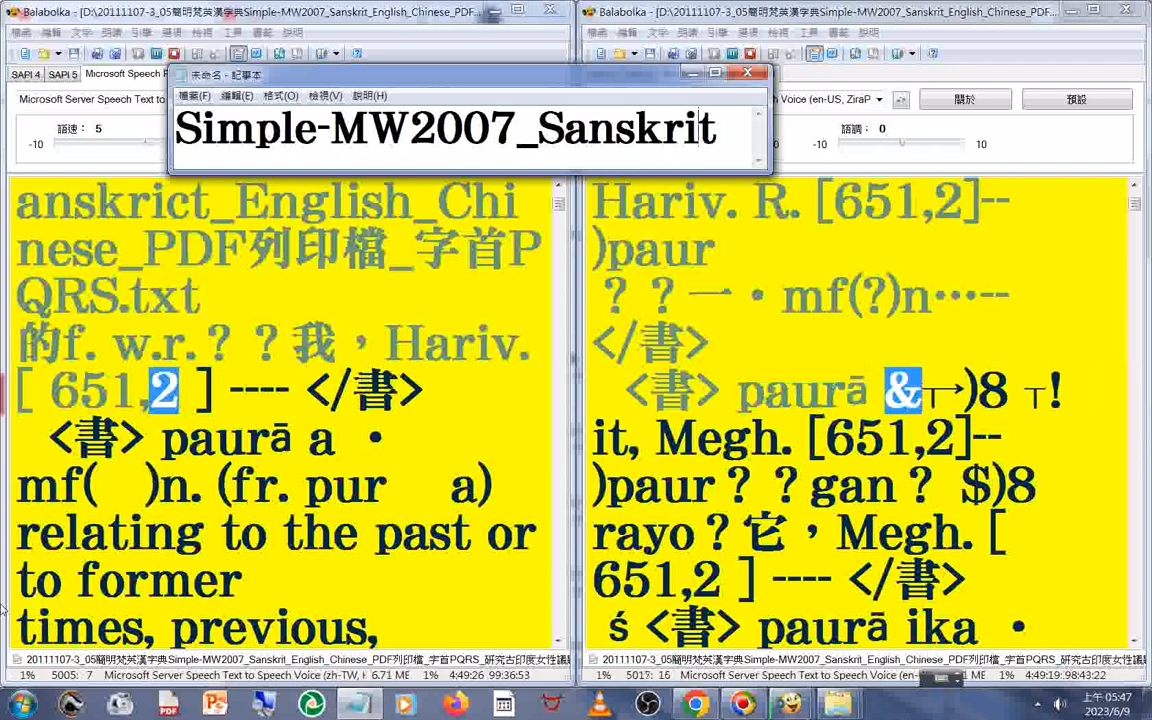 Balabolka - [D:\20111107-3_05簡明梵英漢字典Simple-MW2007_Sanskrit_English_Chinese_PDF...
Balabolka - [D:\20111107-3_05簡明梵英漢字典Simple-MW2007_Sanskrit_English_Chinese_PDF...
SAPI 4 SAPI 5 Microsoft Speech P
未命名 - 記事本
檔案(F) 編輯(E) 格式(O) 檢視(V) 說明(H)
Simple-MW2007_Sanskrit
Microsoft Server Speech Text to
Voice (en-US, ZiraP
關於
預設
語速： 5
語調： 0
-10
-10 10
anskrict_English_Chi
nese_PDF列印檔_字首P
QRS.txt
的f. w.r.？？我，Hariv.
[ 651,2 ] ---- </書>
<書> paurā a •
mf( )n. (fr. pur a)
relating to the past or
to former
times, previous,
Hariv. R. [651,2]--
)paur
？？一•mf(?)n…--
</書>
<書> paurā &┬→)8 ┬!
it, Megh. [651,2]--
)paur？？gan？ $)8
rayo？它，Megh. [
651,2 ] ---- </書>
ś <書> paurā ika •
20111107-3_05簡明梵英漢字典Simple-MW2007_Sanskrit_English_Chinese_PDF列印檔_字首PQRS_研究古印度女性議
20111107-3_05簡明梵英漢字典Simple-MW2007_Sanskrit_English_Chinese_PDF列印檔_字首PQRS_研究古印度女性議
1% 5005: 7 Microsoft Server Speech Text to Speech Voice (zh-TW, H 6.71 ME 1% 4:49:26 99:36:53
1% 5017: 16 Microsoft Server Speech Text to Speech Voice (en- 1% 4:49:19 98:43:22
上午 05:47
2023/6/9